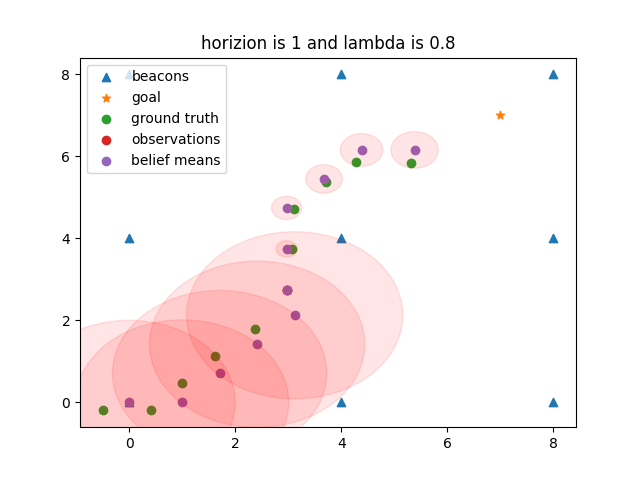 horizion is 1 and lambda is 0.8
8
beacons
goal
ground truth
observations
belief means
6
4
2
0
0 2 4 6 8